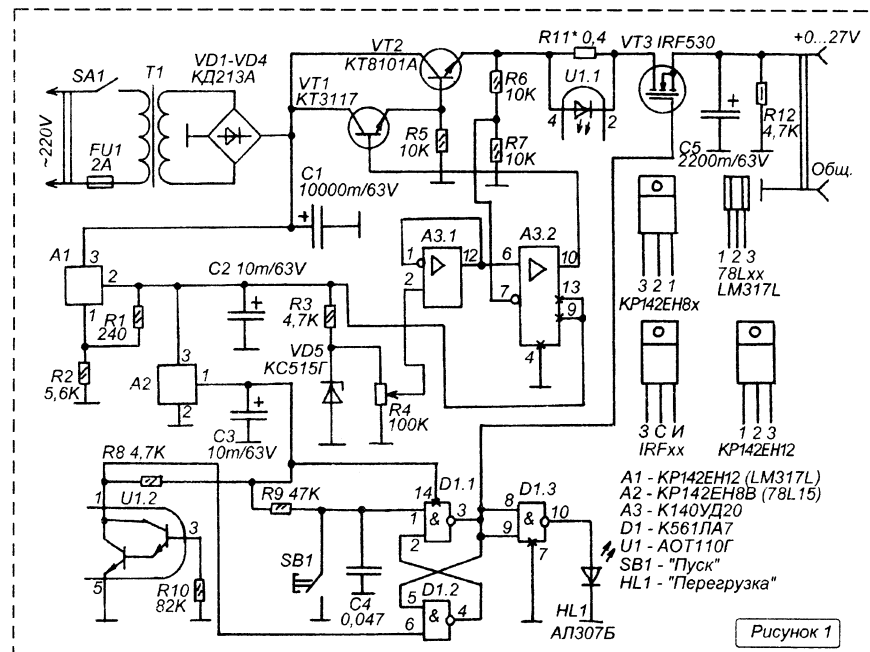 SA1
T1
VD1-VD4
КД213А
~220V
FU1
2A
VT2
КТ8101А
VT1
КТ3117
R5
10K
R6
10K
R7
10K
R11* 0,4
U1.1
4
2
VT3 IRF530
+0...27V
R12
4,7K
C5
2200m/63V
Общ.
C1
10000m/63V
A1
3
2
1
R1
240
R2
5,6K
C2 10m/63V
A2
3
1
2
C3
10m/63V
R3
4,7K
VD5
КС515Г
R4
100K
A3.1
1
2
12
A3.2
6
7
10
13
9
4
3 2 1
КР142ЕН8х
1 2 3
78Lxx
LM317L
З С И
IRFxx
1 2 3
КР142ЕН12
R8 4,7K
1
U1.2
3
5
R10
82K
R9 47K
SB1
C4
0,047
D1.1
14
&
1
2
3
D1.2
5
6
&
4
D1.3
8
9
&
10
7
HL1
АЛ307Б
A1 - КР142ЕН12 (LM317L)
A2 - КР142ЕН8В (78L15)
A3 - К140УД20
D1 - К561ЛА7
U1 - АОТ110Г
SB1 - "Пуск"
HL1 - "Перегрузка"
Рисунок 1